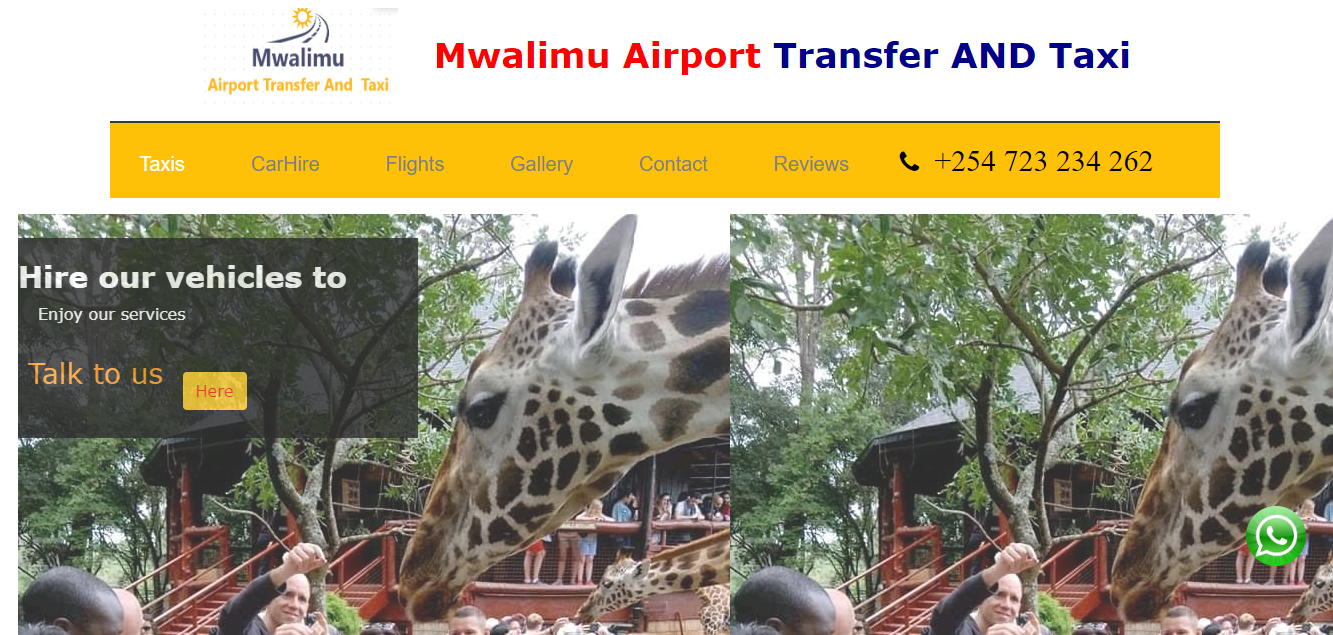 Mwalimu
Airport Transfer And Taxi
Mwalimu Airport Transfer AND Taxi
Taxis CarHire Flights Gallery Contact Reviews +254 723 234 262
Hire our vehicles to
Enjoy our services
Talk to us Here